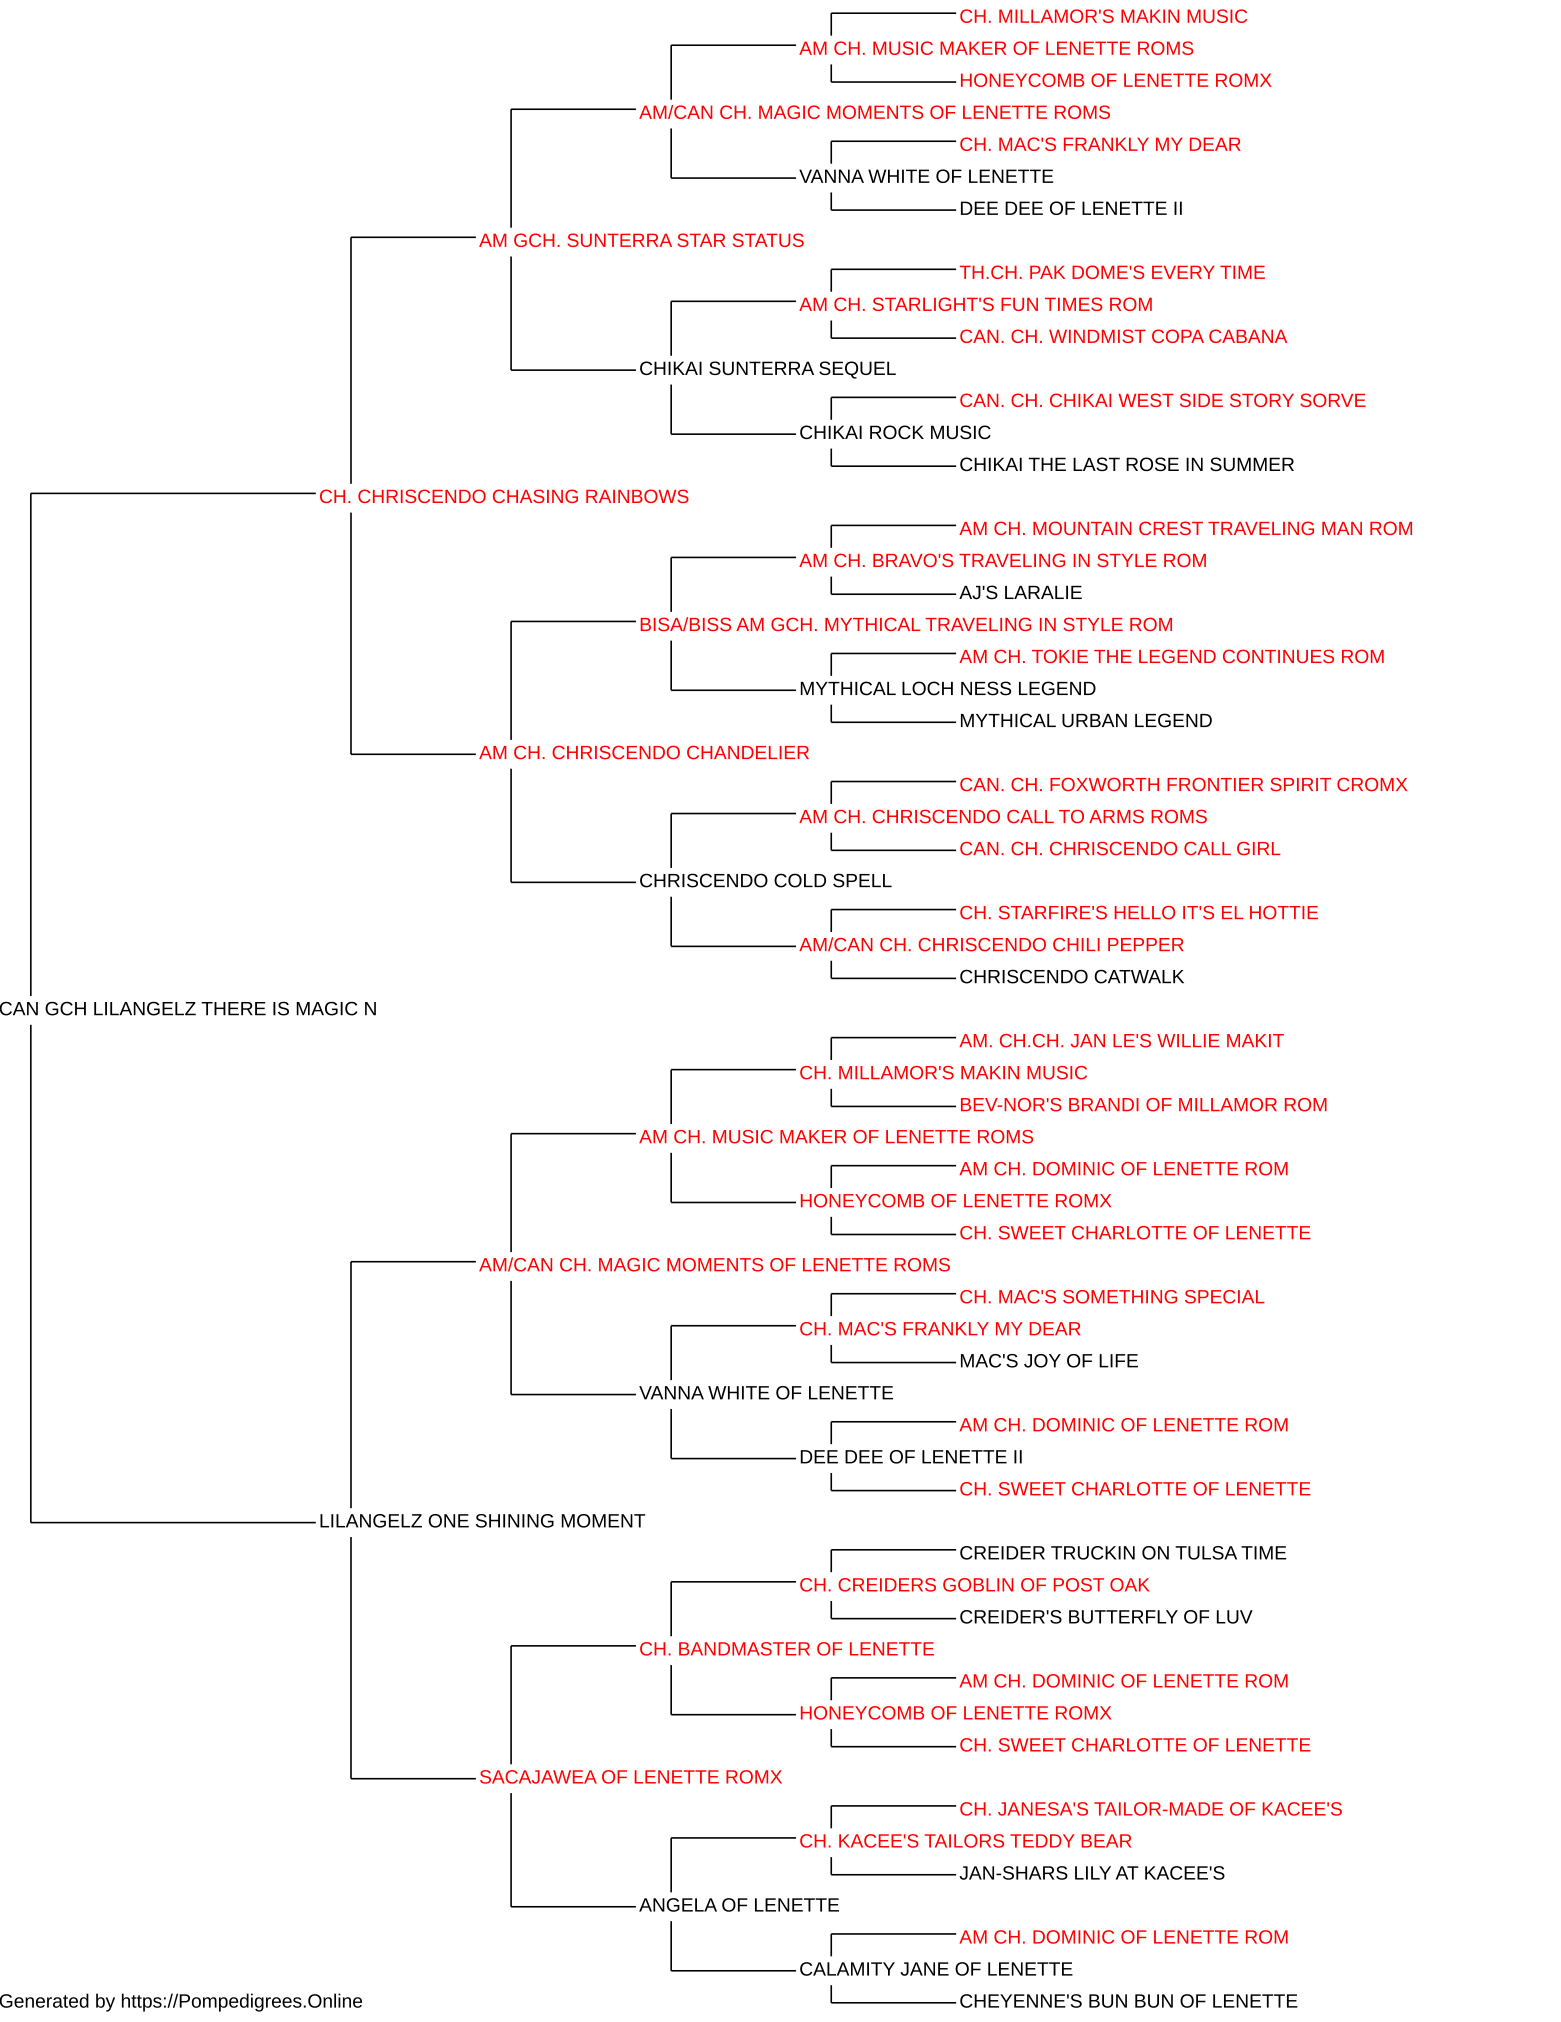 CH. MILLAMOR'S MAKIN MUSIC
AM CH. MUSIC MAKER OF LENETTE ROMS
HONEYCOMB OF LENETTE ROMX
AM/CAN CH. MAGIC MOMENTS OF LENETTE ROMS
CH. MAC'S FRANKLY MY DEAR
VANNA WHITE OF LENETTE
DEE DEE OF LENETTE II
AM GCH. SUNTERRA STAR STATUS
TH.CH. PAK DOME'S EVERY TIME
AM CH. STARLIGHT'S FUN TIMES ROM
CAN. CH. WINDMIST COPA CABANA
CHIKAI SUNTERRA SEQUEL
CAN. CH. CHIKAI WEST SIDE STORY SORVE
CHIKAI ROCK MUSIC
CHIKAI THE LAST ROSE IN SUMMER
CH. CHRISCENDO CHASING RAINBOWS
AM CH. MOUNTAIN CREST TRAVELING MAN ROM
AM CH. BRAVO'S TRAVELING IN STYLE ROM
AJ'S LARALIE
BISA/BISS AM GCH. MYTHICAL TRAVELING IN STYLE ROM
AM CH. TOKIE THE LEGEND CONTINUES ROM
MYTHICAL LOCH NESS LEGEND
MYTHICAL URBAN LEGEND
AM CH. CHRISCENDO CHANDELIER
CAN. CH. FOXWORTH FRONTIER SPIRIT CROMX
AM CH. CHRISCENDO CALL TO ARMS ROMS
CAN. CH. CHRISCENDO CALL GIRL
CHRISCENDO COLD SPELL
CH. STARFIRE'S HELLO IT'S EL HOTTIE
AM/CAN CH. CHRISCENDO CHILI PEPPER
CHRISCENDO CATWALK
CAN GCH LILANGELZ THERE IS MAGIC N
AM. CH.CH. JAN LE'S WILLIE MAKIT
CH. MILLAMOR'S MAKIN MUSIC
BEV-NOR'S BRANDI OF MILLAMOR ROM
AM CH. MUSIC MAKER OF LENETTE ROMS
AM CH. DOMINIC OF LENETTE ROM
HONEYCOMB OF LENETTE ROMX
CH. SWEET CHARLOTTE OF LENETTE
AM/CAN CH. MAGIC MOMENTS OF LENETTE ROMS
CH. MAC'S SOMETHING SPECIAL
CH. MAC'S FRANKLY MY DEAR
MAC'S JOY OF LIFE
VANNA WHITE OF LENETTE
AM CH. DOMINIC OF LENETTE ROM
DEE DEE OF LENETTE II
CH. SWEET CHARLOTTE OF LENETTE
LILANGELZ ONE SHINING MOMENT
CREIDER TRUCKIN ON TULSA TIME
CH. CREIDERS GOBLIN OF POST OAK
CREIDER'S BUTTERFLY OF LUV
CH. BANDMASTER OF LENETTE
AM CH. DOMINIC OF LENETTE ROM
HONEYCOMB OF LENETTE ROMX
CH. SWEET CHARLOTTE OF LENETTE
SACAJAWEA OF LENETTE ROMX
CH. JANESA'S TAILOR-MADE OF KACEE'S
CH. KACEE'S TAILORS TEDDY BEAR
JAN-SHARS LILY AT KACEE'S
ANGELA OF LENETTE
AM CH. DOMINIC OF LENETTE ROM
CALAMITY JANE OF LENETTE
CHEYENNE'S BUN BUN OF LENETTE
Generated by https://Pompedigrees.Online